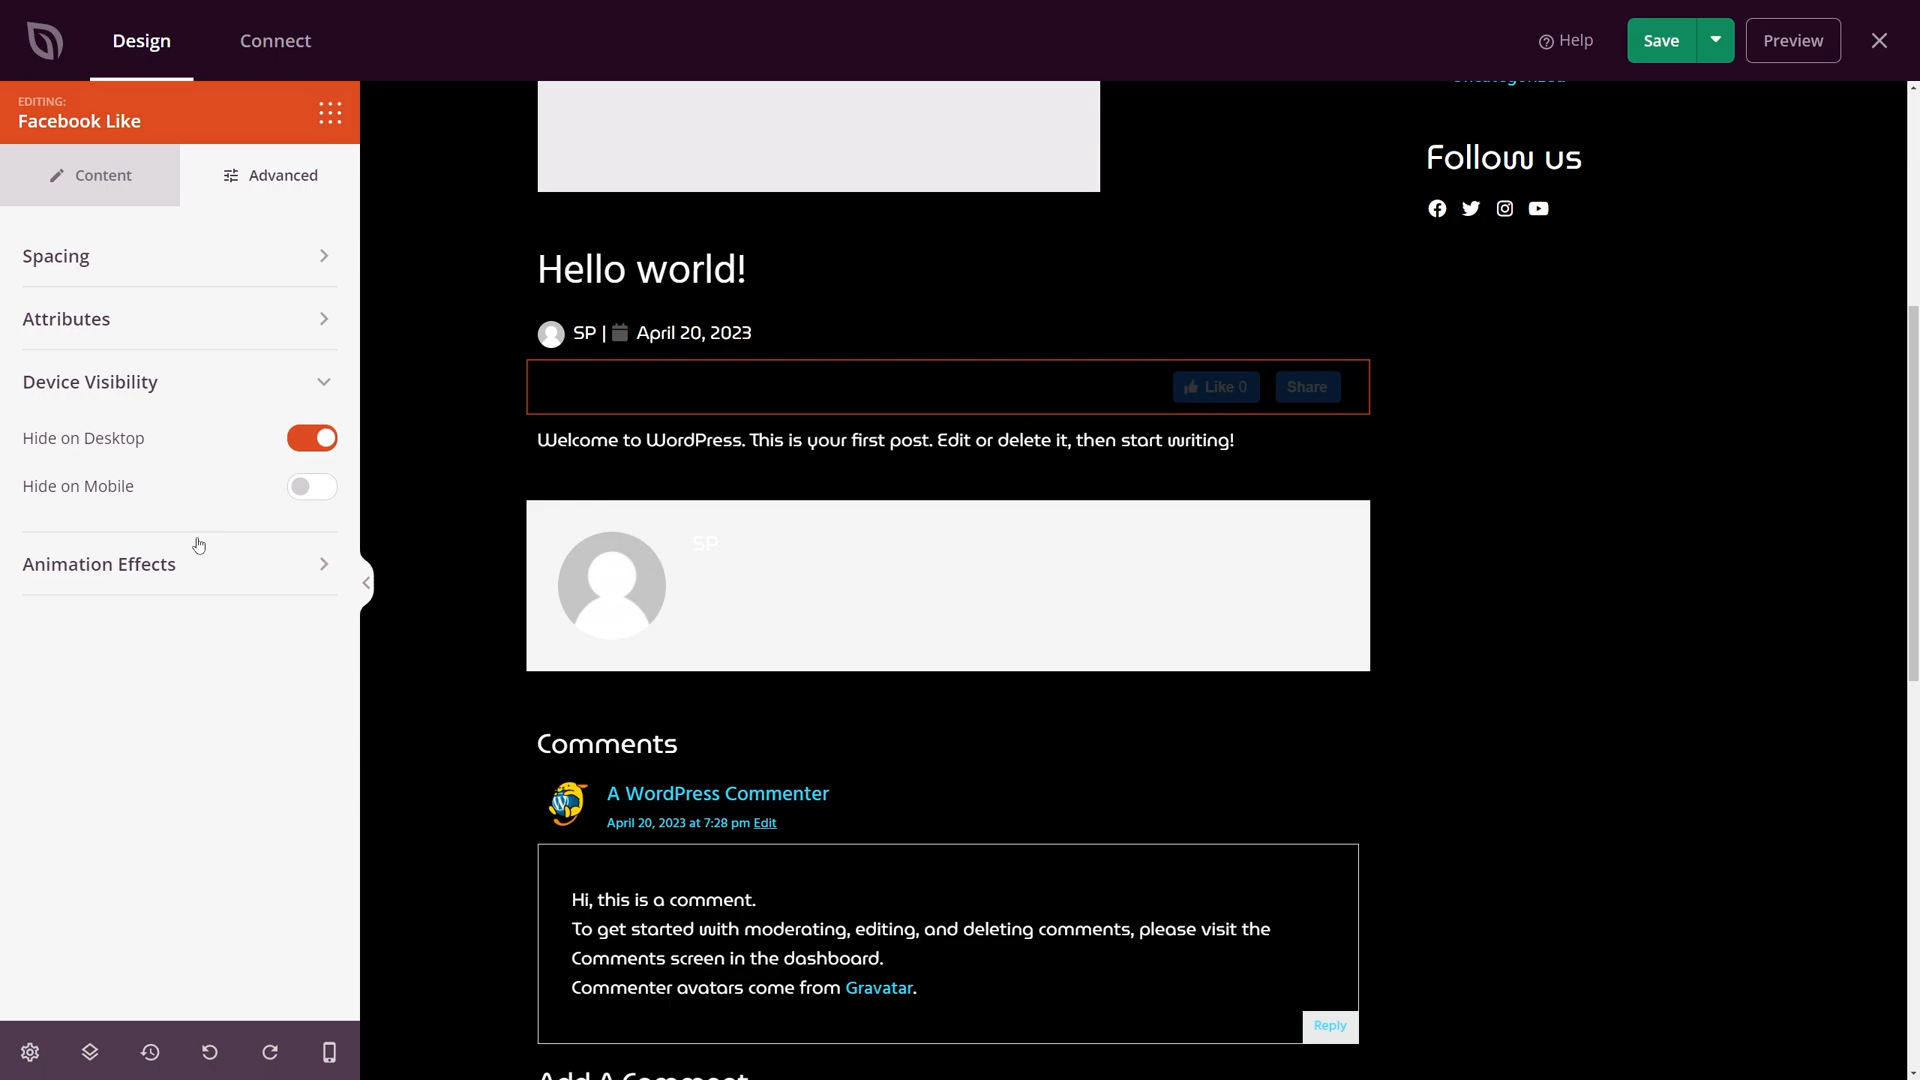 Design
Connect
Help
Save
Preview
EDITING:
Facebook Like
Content
Advanced
Spacing
Attributes
Device Visibility
Hide on Desktop
Hide on Mobile
Animation Effects
Follow us
Hello world!
SP | April 20, 2023
Like 0
Share
Welcome to WordPress. This is your first post. Edit or delete it, then start writing!
SP
Comments
A WordPress Commenter
April 20, 2023 at 7:28 pm Edit
Hi, this is a comment.
To get started with moderating, editing, and deleting comments, please visit the
Comments screen in the dashboard.
Commenter avatars come from Gravatar.
Reply
Add A Comment